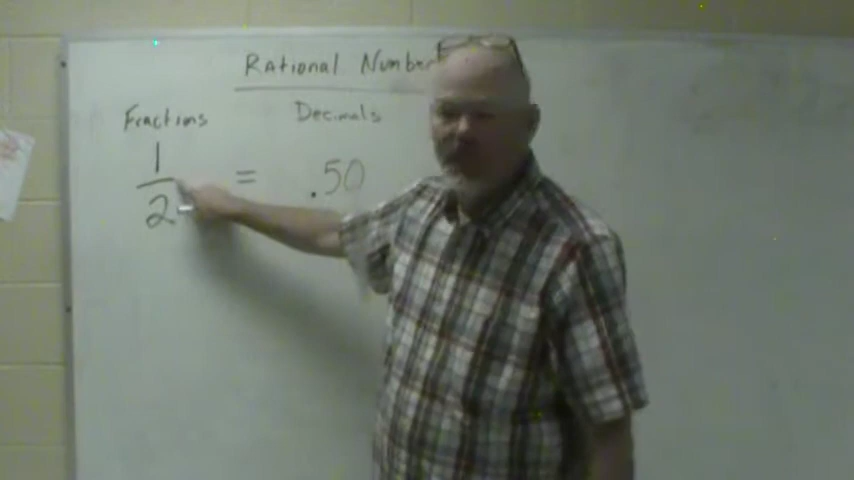 Rational Number
Fractions Decimals
1
2
= .50